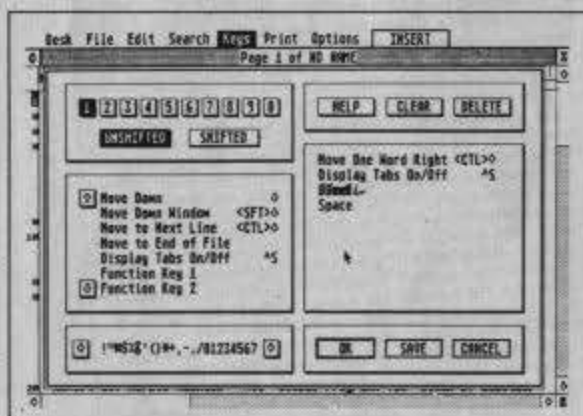 Desk File Edit Search Keys Print Options INSERT
Page 1 of NO NAME
1 2 3 4 5 6 7 8 9 0
UNSHIFTED SHIFTED
HELP CLEAR DELETE
Move Down
Move Down Window <SFT>
Move to Next Line <CTL>
Move to End of File
Display Tabs On/Off ^S
Function Key 1
Function Key 2
Move One Word Right <CTL>
Display Tabs On/Off ^S
Space
!"#$%&'()*+,-./01234567
OK SAVE CANCEL